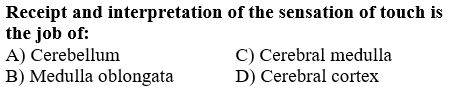 Receipt and interpretation of the sensation of touch is
the job of:
A) Cerebellum C) Cerebral medulla
B) Medulla oblongata D) Cerebral cortex